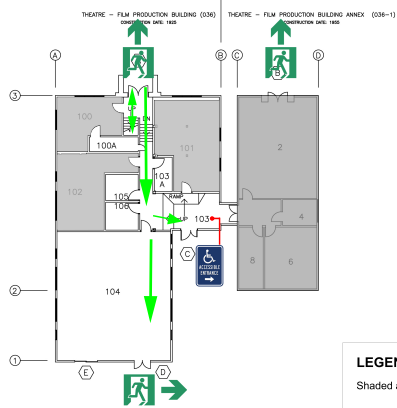 THEATRE - FILM PRODUCTION BUILDING (036)
CONSTRUCTION DATE: 1925
THEATRE - FILM PRODUCTION BUILDING ANNEX (036-1)
CONSTRUCTION DATE: 1955
A
B
C
D
B
3
100
DN
100A
101
2
103
A
102
105
106
RAMP
UP
103
4
C
ACCESSIBLE
ENTRANCE
8
6
104
2
1
E
D
LEGEN
Shaded a